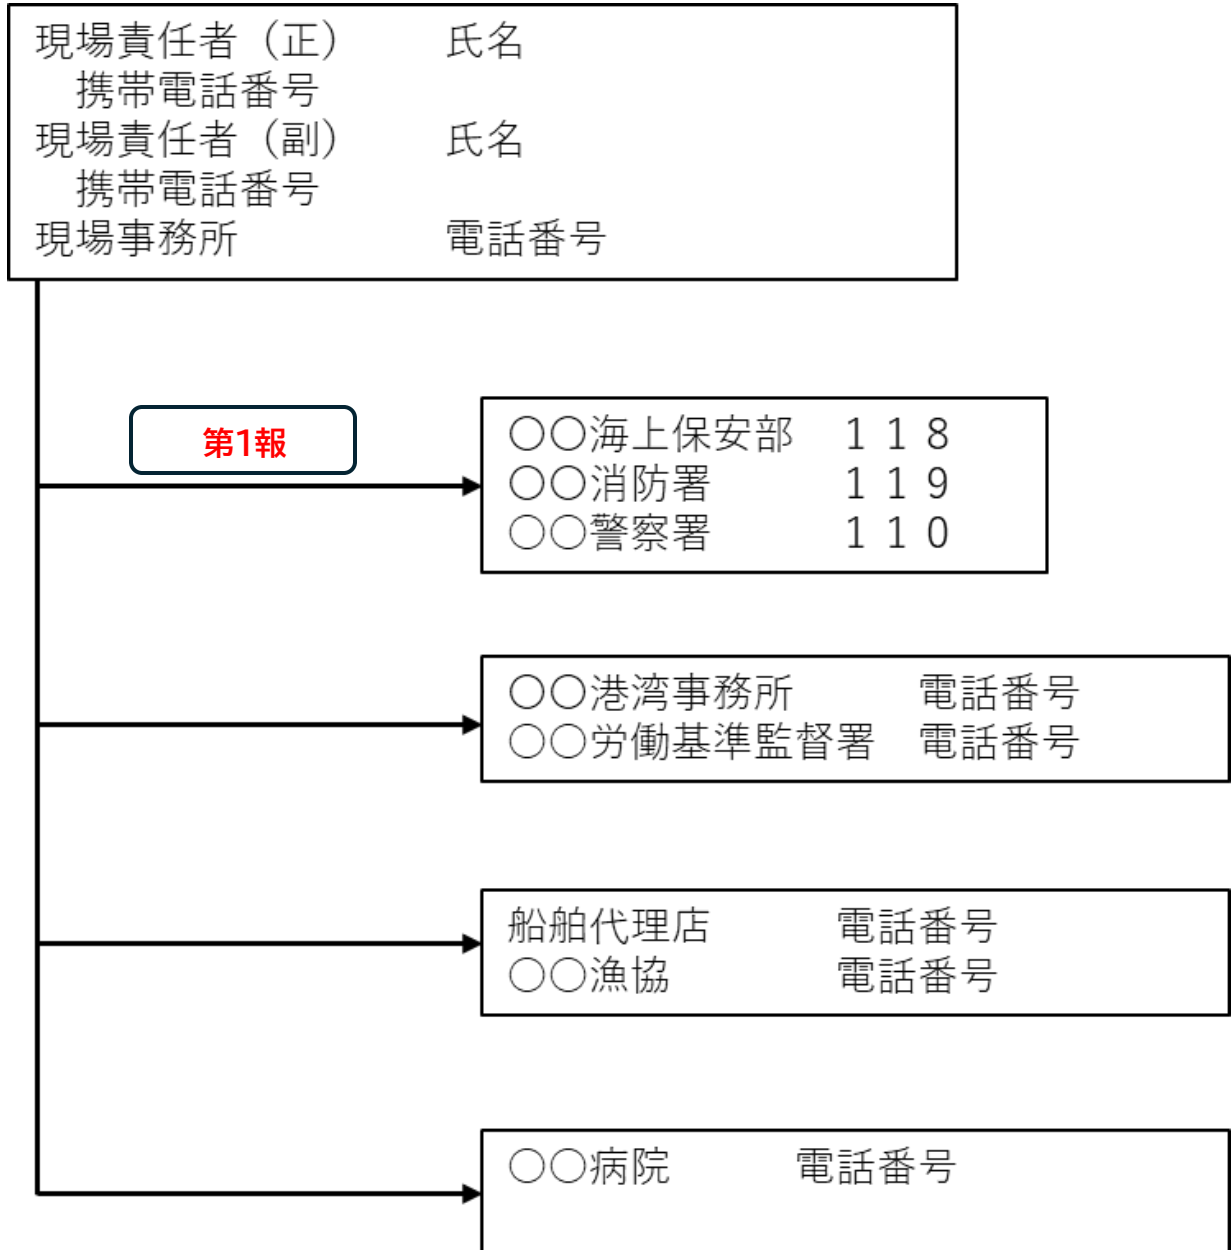 現場責任者（正）　　氏名
携帯電話番号
現場責任者（副）　　氏名
携帯電話番号
現場事務所　　　　　電話番号
第1報
〇〇海上保安部　１１８
〇〇消防署　　　１１９
〇〇警察署　　　１１０
〇〇港湾事務所　　　電話番号
〇〇労働基準監督署　電話番号
船舶代理店　　　電話番号
〇〇漁協　　　　電話番号
〇〇病院　　　電話番号